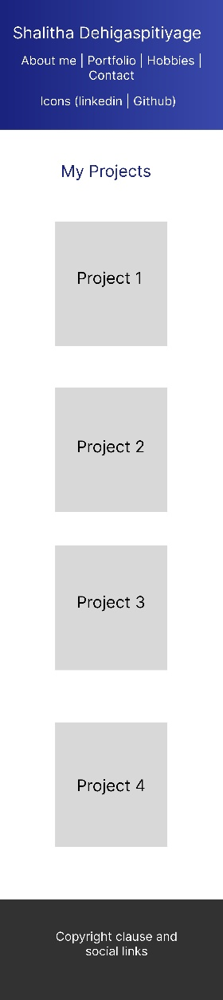 Shalitha Dehigaspitiyage
About me | Portfolio | Hobbies |
Contact
Icons (linkedin | Github)
My Projects
Project 1
Project 2
Project 3
Project 4
Copyright clause and
social links